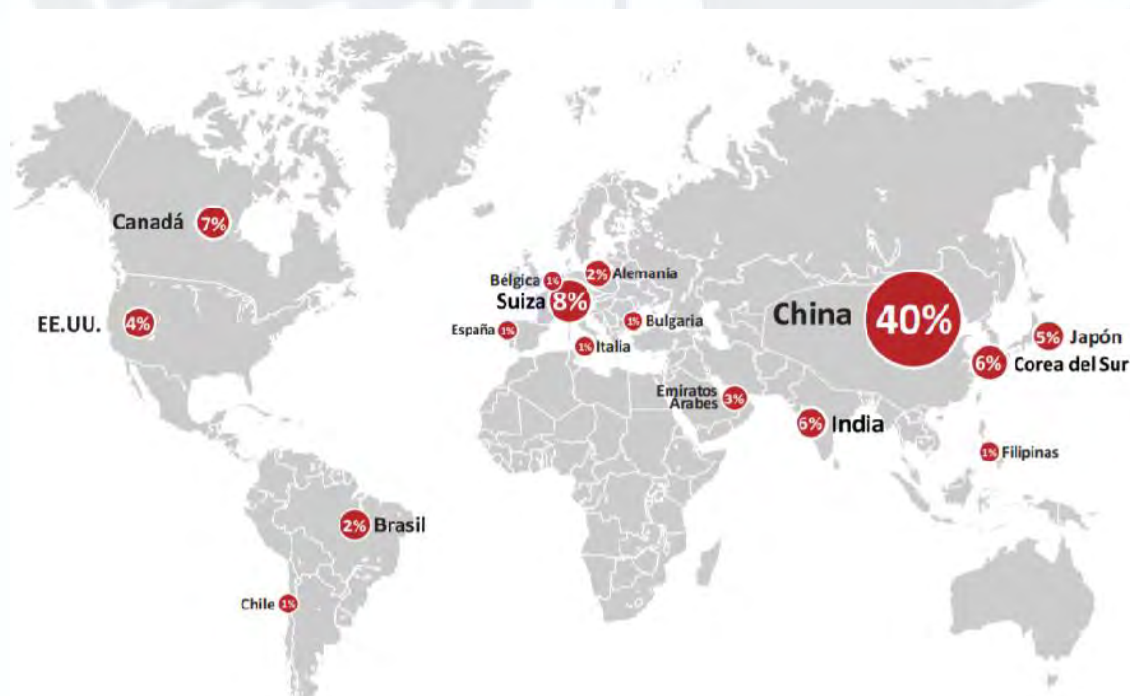 Canadá 7%
EE.UU. 4%
Bélgica 1%
2% Alemania
Suiza 8%
España 1%
1% Bulgaria
1% Italia
China 40%
5% Japón
6% Corea del Sur
Emiratos
Árabes 3%
6% India
1% Filipinas
2% Brasil
Chile 1%